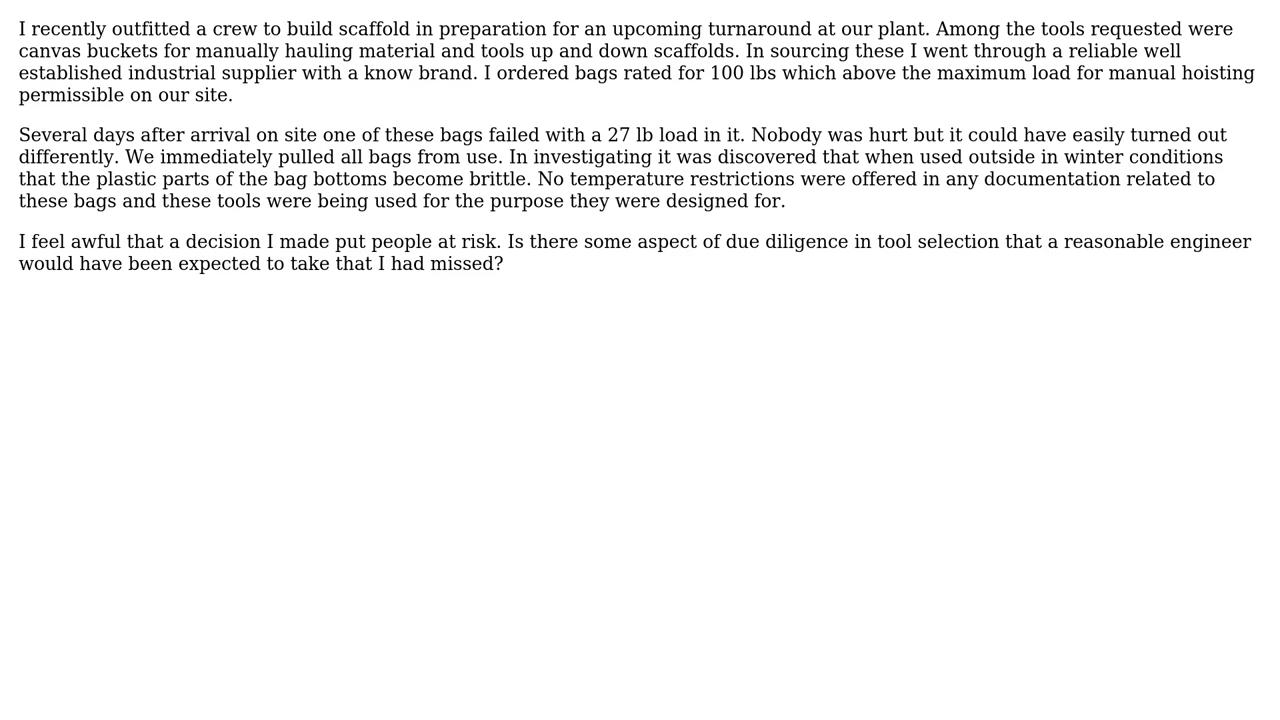 I recently outfitted a crew to build scaffold in preparation for an upcoming turnaround at our plant. Among the tools requested were
canvas buckets for manually hauling material and tools up and down scaffolds. In sourcing these I went through a reliable well
established industrial supplier with a know brand. I ordered bags rated for 100 lbs which above the maximum load for manual hoisting
permissible on our site.
Several days after arrival on site one of these bags failed with a 27 lb load in it. Nobody was hurt but it could have easily turned out
differently. We immediately pulled all bags from use. In investigating it was discovered that when used outside in winter conditions
that the plastic parts of the bag bottoms become brittle. No temperature restrictions were offered in any documentation related to
these bags and these tools were being used for the purpose they were designed for.
I feel awful that a decision I made put people at risk. Is there some aspect of due diligence in tool selection that a reasonable engineer
would have been expected to take that I had missed?